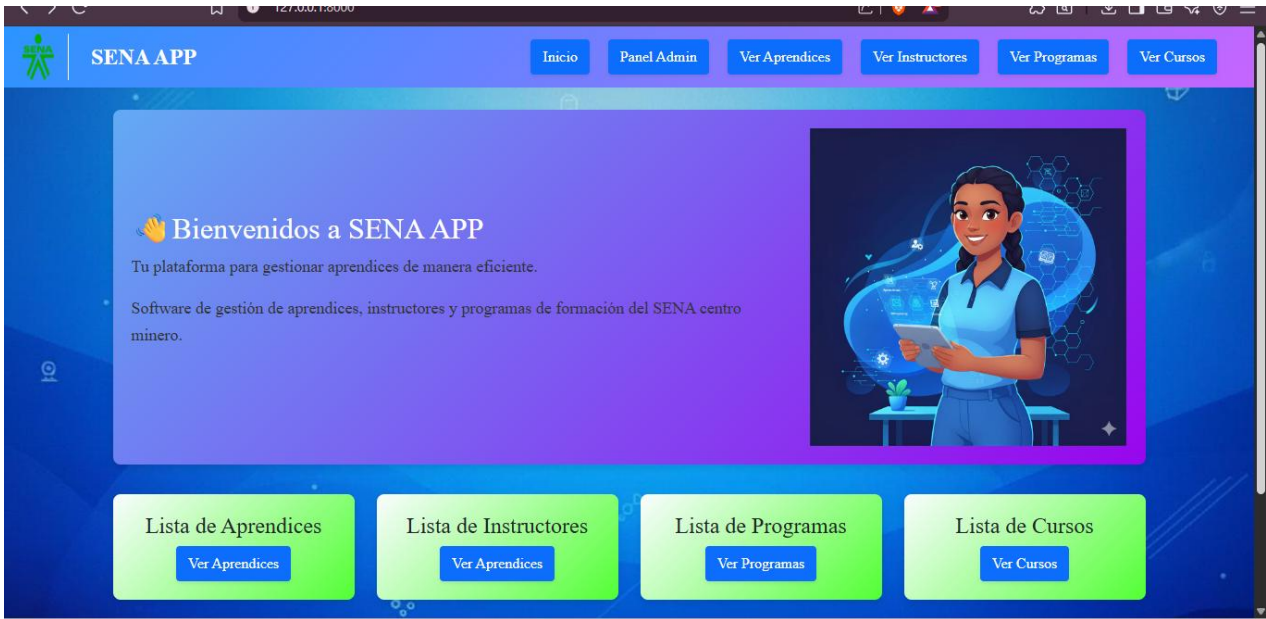 127.0.0.1:8000
SENA
SENA APP
Inicio
Panel Admin
Ver Aprendices
Ver Instructores
Ver Programas
Ver Cursos
👋Bienvenidos a SENA APP
Tu plataforma para gestionar aprendices de manera eficiente.
Software de gestión de aprendices, instructores y programas de formación del SENA centro
minero.
Lista de Aprendices
Ver Aprendices
Lista de Instructores
Ver Aprendices
Lista de Programas
Ver Programas
Lista de Cursos
Ver Cursos